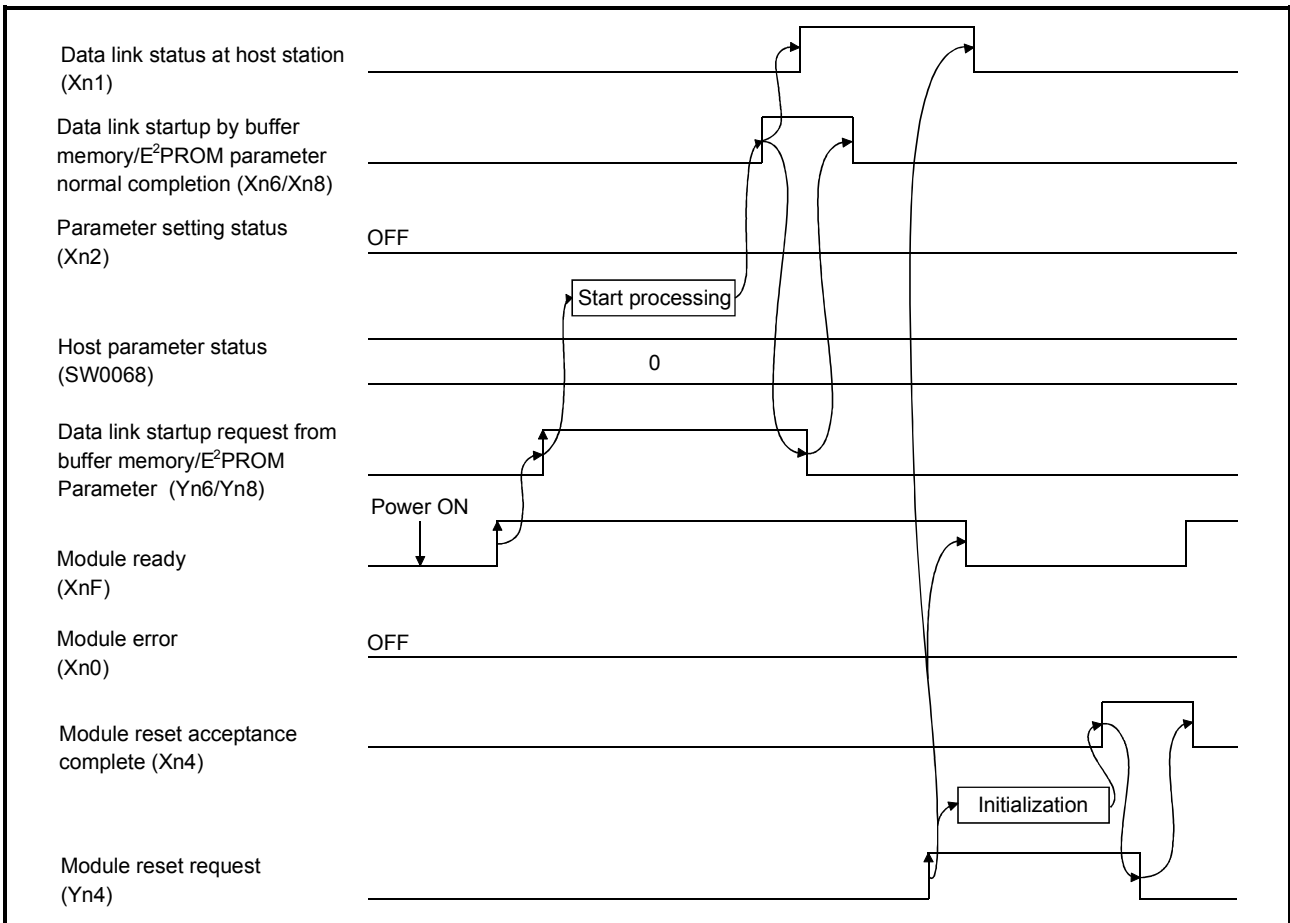 Data link status at host station
(Xn1)
Data link startup by buffer
memory/E²PROM parameter
normal completion (Xn6/Xn8)
Parameter setting status
(Xn2)
OFF
Start processing
Host parameter status
(SW0068)
0
Data link startup request from
buffer memory/E²PROM
Parameter (Yn6/Yn8)
Power ON
Module ready
(XnF)
Module error
(Xn0)
OFF
Module reset acceptance
complete (Xn4)
Initialization
Module reset request
(Yn4)